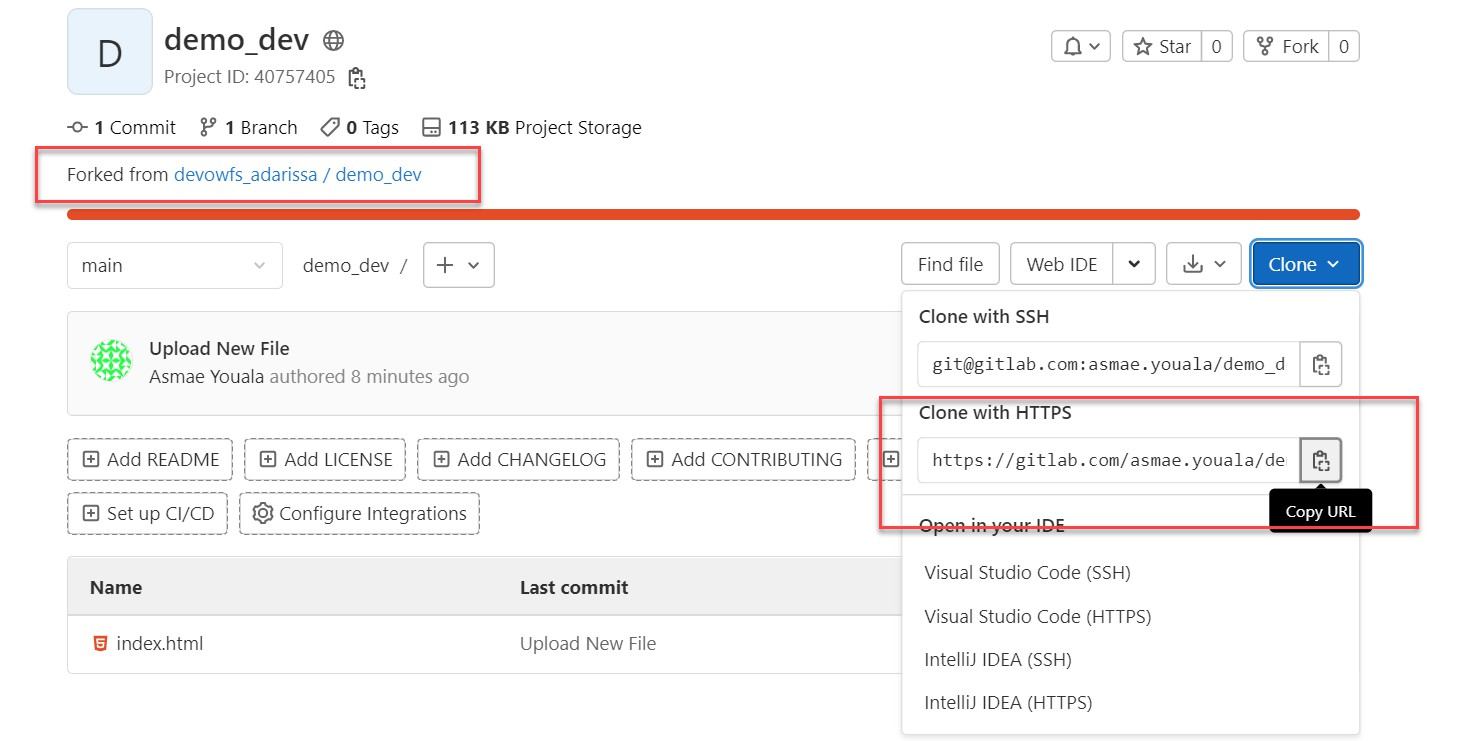 D
demo_dev
Project ID: 40757405
Star 0
Fork 0
1 Commit 1 Branch 0 Tags 113 KB Project Storage
Forked from devowfs_adarissa / demo_dev
main
demo_dev /
Find file
Web IDE
Clone
Clone with SSH
git@gitlab.com:asmae.youala/demo_d
Clone with HTTPS
https://gitlab.com/asmae.youala/de
Copy URL
Open in your IDE
Visual Studio Code (SSH)
Visual Studio Code (HTTPS)
IntelliJ IDEA (SSH)
IntelliJ IDEA (HTTPS)
Upload New File
Asmae Youala authored 8 minutes ago
Add README
Add LICENSE
Add CHANGELOG
Add CONTRIBUTING
Set up CI/CD
Configure Integrations
Name Last commit
index.html Upload New File